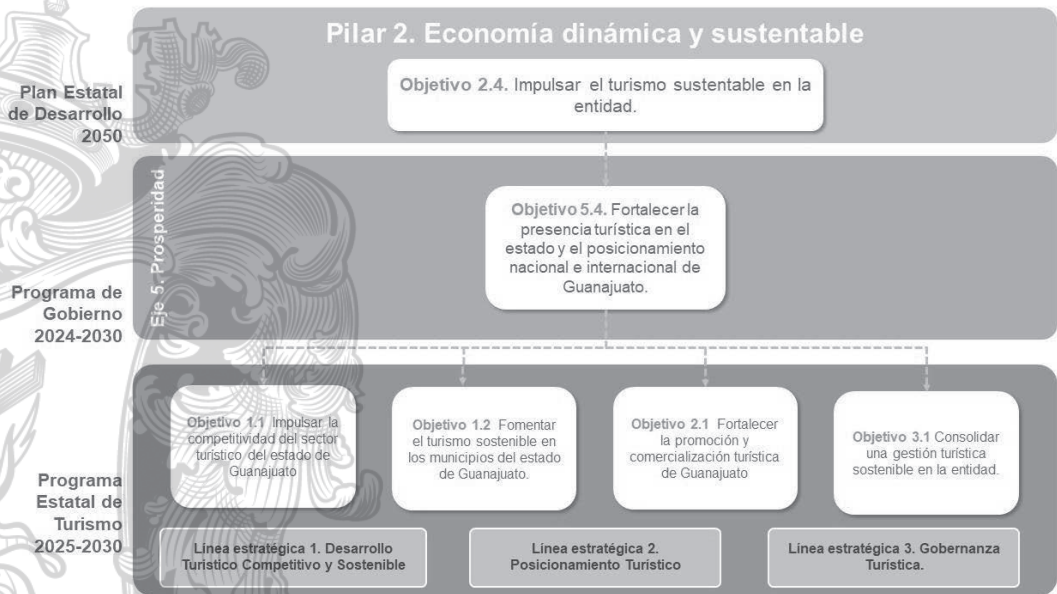 Pilar 2. Economía dinámica y sustentable
Plan Estatal
de Desarrollo
2050
Objetivo 2.4. Impulsar el turismo sustentable en la
entidad.
Eje 5. Prosperidad
Programa de
Gobierno
2024-2030
Objetivo 5.4. Fortalecer la
presencia turística en el
estado y el posicionamiento
nacional e internacional de
Guanajuato.
Programa
Estatal de
Turismo
2025-2030
Objetivo 1.1 Impulsar la
competitividad del sector
turístico del estado de
Guanajuato
Objetivo 1.2 Fomentar
el turismo sostenible en
los municipios del estado
de Guanajuato.
Objetivo 2.1 Fortalecer
la promoción y
comercialización turística
de Guanajuato
Objetivo 3.1 Consolidar
una gestión turística
sostenible en la entidad.
Línea estratégica 1. Desarrollo
Turístico Competitivo y Sostenible
Línea estratégica 2.
Posicionamiento Turístico
Línea estratégica 3. Gobernanza
Turística.